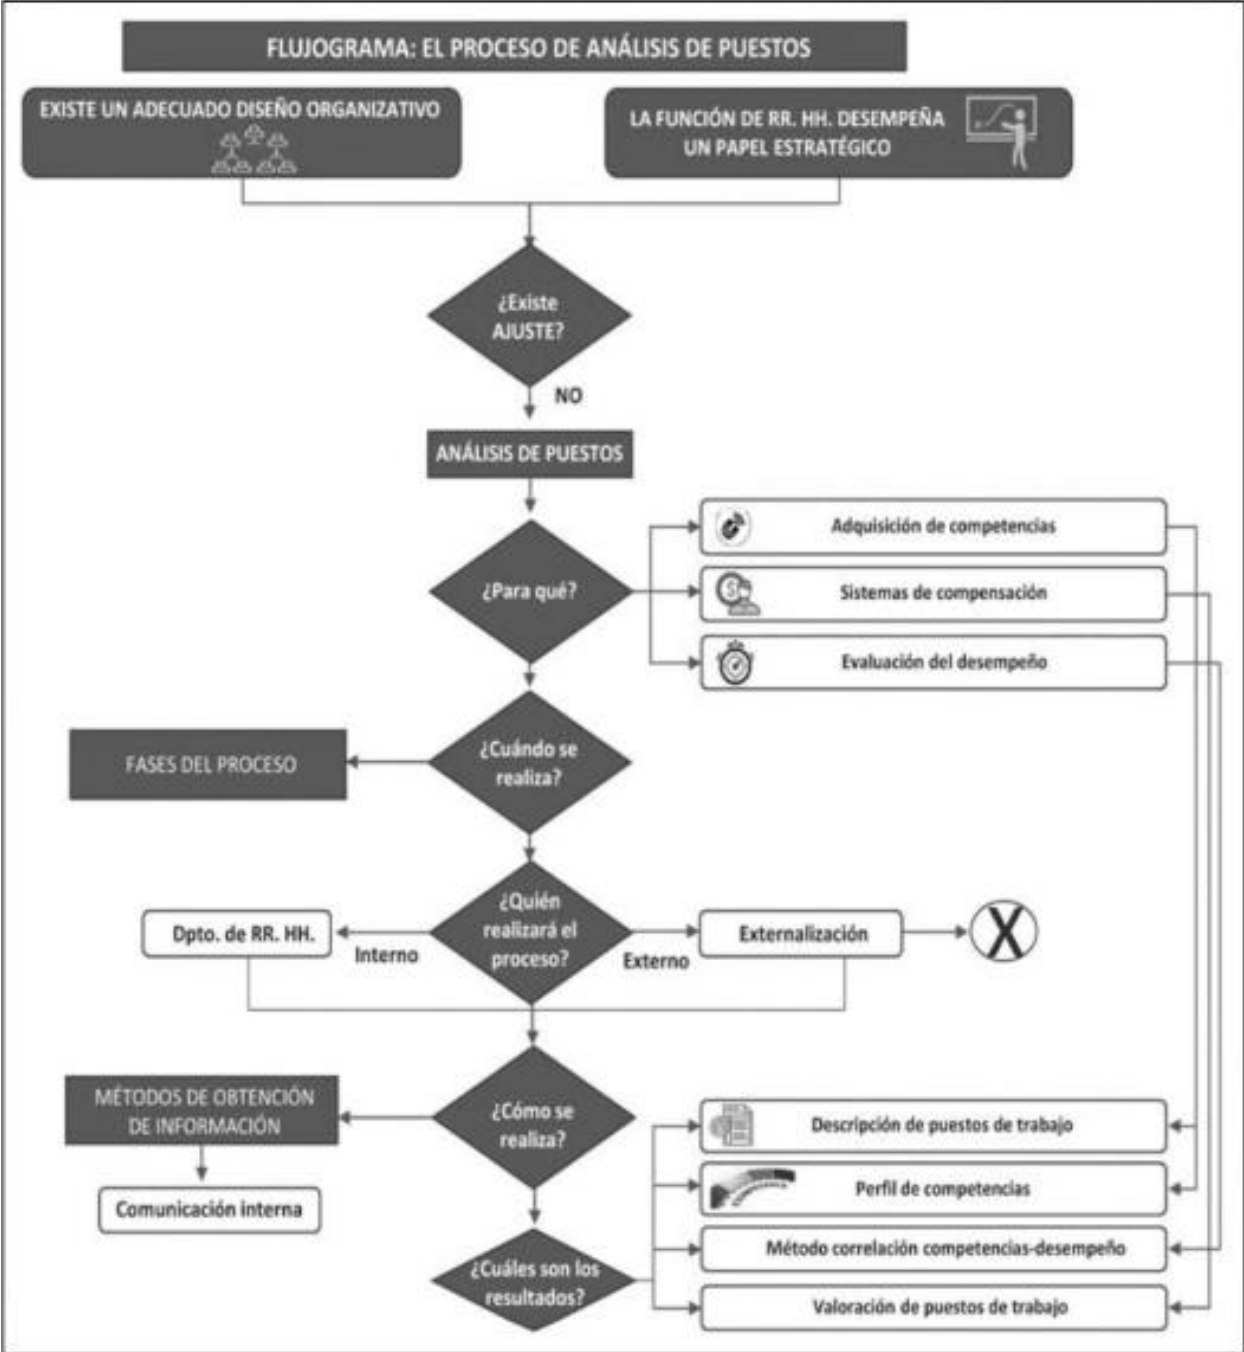 FLUJOGRAMA: EL PROCESO DE ANÁLISIS DE PUESTOS
EXISTE UN ADECUADO DISEÑO ORGANIZATIVO
LA FUNCIÓN DE RR. HH. DESEMPEÑA
UN PAPEL ESTRATÉGICO
¿Existe
AJUSTE?
NO
ANÁLISIS DE PUESTOS
¿Para qué?
Adquisición de competencias
Sistemas de compensación
Evaluación del desempeño
¿Cuándo se
realiza?
FASES DEL PROCESO
¿Quién
realizará el
proceso?
Dpto. de RR. HH.
Interno
Externo
Externalización
X
¿Cómo se
realiza?
MÉTODOS DE OBTENCIÓN
DE INFORMACIÓN
Comunicación interna
¿Cuáles son los
resultados?
Descripción de puestos de trabajo
Perfil de competencias
Método correlación competencias-desempeño
Valoración de puestos de trabajo